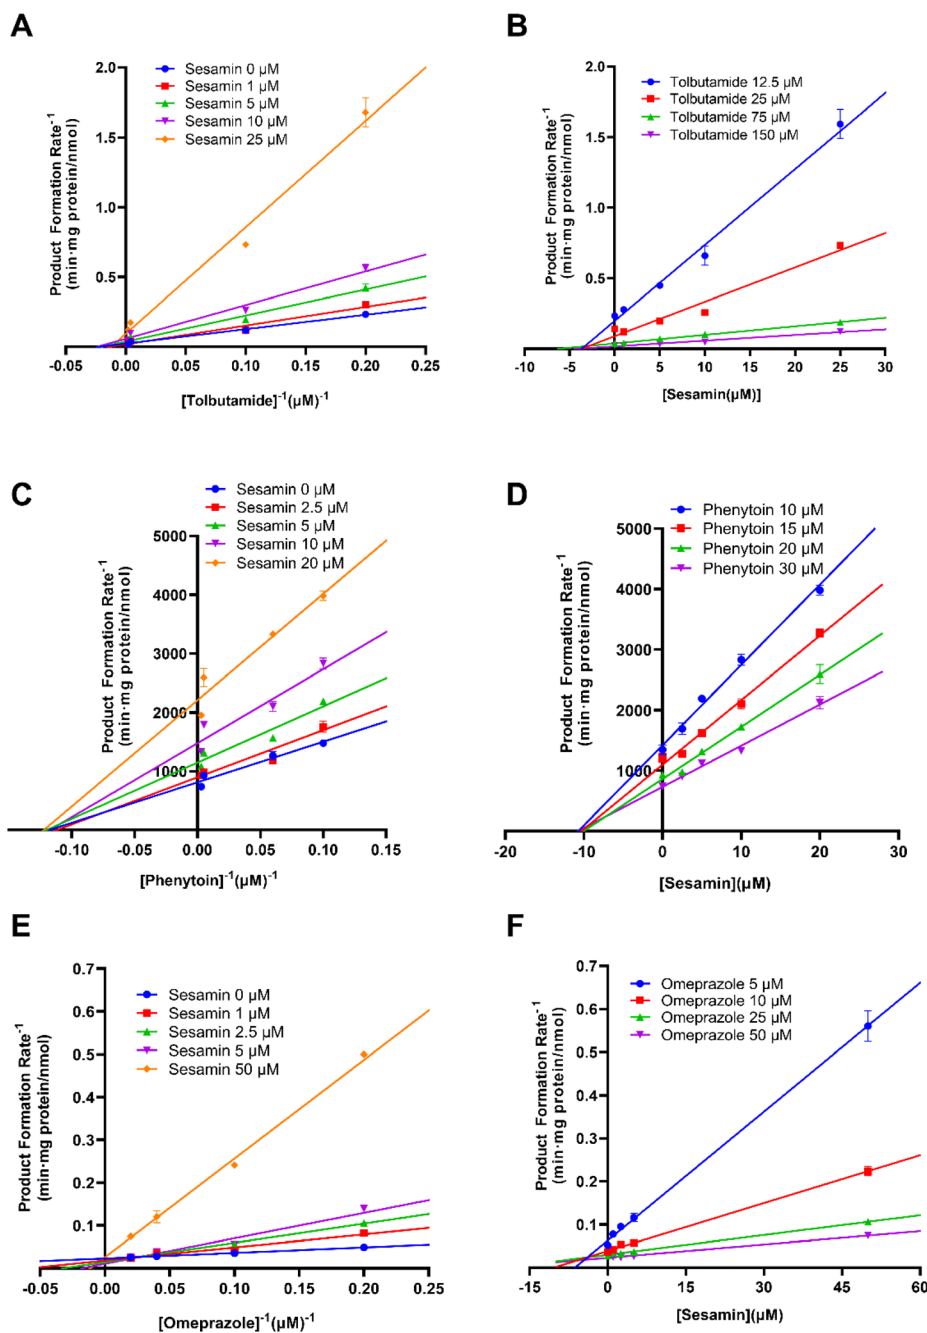 A
Sesamin 0 µM
Sesamin 1 µM
Sesamin 5 µM
Sesamin 10 µM
Sesamin 25 µM
Product Formation Rate⁻¹
(min·mg protein/nmol)
2.0
1.5
1.0
0.5
-0.05
0.00
0.05
0.10
0.15
0.20
0.25
[Tolbutamide]⁻¹(µM)⁻¹
B
Tolbutamide 12.5 µM
Tolbutamide 25 µM
Tolbutamide 75 µM
Tolbutamide 150 µM
Product Formation Rate⁻¹
(min·mg protein/nmol)
2.0
1.5
1.0
0.5
-10
-5
0
5
10
15
20
25
30
[Sesamin(µM)]
C
Sesamin 0 µM
Sesamin 2.5 µM
Sesamin 5 µM
Sesamin 10 µM
Sesamin 20 µM
Product Formation Rate⁻¹
(min·mg protein/nmol)
5000
4000
3000
2000
1000
-0.10
-0.05
0.00
0.05
0.10
0.15
[Phenytoin]⁻¹(µM)⁻¹
D
Phenytoin 10 µM
Phenytoin 15 µM
Phenytoin 20 µM
Phenytoin 30 µM
Product Formation Rate⁻¹
(min·mg protein/nmol)
5000
4000
3000
2000
1000
-20
-10
0
10
20
30
[Sesamin](µM)
E
Sesamin 0 µM
Sesamin 1 µM
Sesamin 2.5 µM
Sesamin 5 µM
Sesamin 50 µM
Product Formation Rate⁻¹
(min·mg protein/nmol)
0.7
0.6
0.5
0.4
0.3
0.2
0.1
-0.05
0.00
0.05
0.10
0.15
0.20
0.25
[Omeprazole]⁻¹(µM)⁻¹
F
Omeprazole 5 µM
Omeprazole 10 µM
Omeprazole 25 µM
Omeprazole 50 µM
Product Formation Rate⁻¹
(min·mg protein/nmol)
0.7
0.6
0.5
0.4
0.3
0.2
0.1
-15
0
15
30
45
60
[Sesamin](µM)